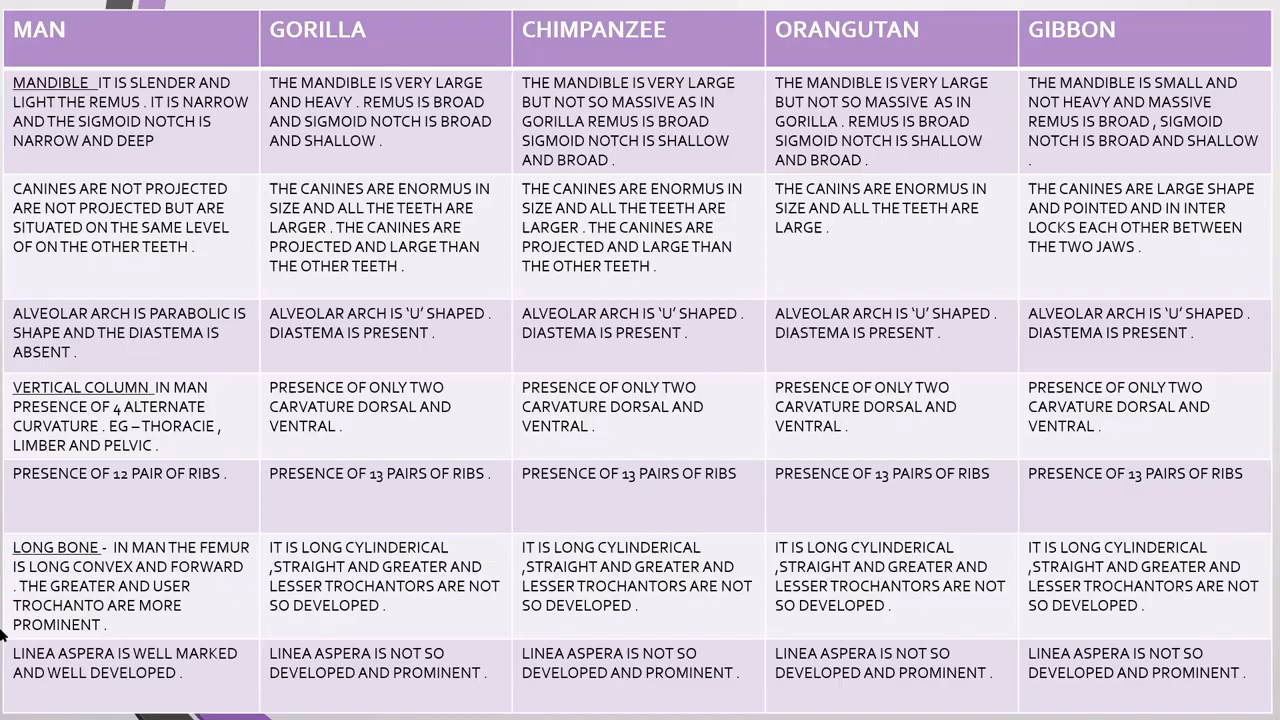 MAN
GORILLA
CHIMPANZEE
ORANGUTAN
GIBBON
MANDIBLE IT IS SLENDER AND
LIGHT THE REMUS . IT IS NARROW
AND THE SIGMOID NOTCH IS
NARROW AND DEEP
THE MANDIBLE IS VERY LARGE
AND HEAVY . REMUS IS BROAD
AND SIGMOID NOTCH IS BROAD
AND SHALLOW .
THE MANDIBLE IS VERY LARGE
BUT NOT SO MASSIVE AS IN
GORILLA REMUS IS BROAD
SIGMOID NOTCH IS SHALLOW
AND BROAD .
THE MANDIBLE IS VERY LARGE
BUT NOT SO MASSIVE AS IN
GORILLA . REMUS IS BROAD
SIGMOID NOTCH IS SHALLOW
AND BROAD .
THE MANDIBLE IS SMALL AND
NOT HEAVY AND MASSIVE
REMUS IS BROAD , SIGMOID
NOTCH IS BROAD AND SHALLOW
.
CANINES ARE NOT PROJECTED
ARE NOT PROJECTED BUT ARE
SITUATED ON THE SAME LEVEL
OF ON THE OTHER TEETH .
THE CANINES ARE ENORMUS IN
SIZE AND ALL THE TEETH ARE
LARGER . THE CANINES ARE
PROJECTED AND LARGE THAN
THE OTHER TEETH .
THE CANINES ARE ENORMUS IN
SIZE AND ALL THE TEETH ARE
LARGER . THE CANINES ARE
PROJECTED AND LARGE THAN
THE OTHER TEETH .
THE CANINS ARE ENORMUS IN
SIZE AND ALL THE TEETH ARE
LARGE .
THE CANINES ARE LARGE SHAPE
AND POINTED AND IN INTER
LOCKS EACH OTHER BETWEEN
THE TWO JAWS .
ALVEOLAR ARCH IS PARABOLIC IS
SHAPE AND THE DIASTEMA IS
ABSENT .
ALVEOLAR ARCH IS ‘U’ SHAPED .
DIASTEMA IS PRESENT .
ALVEOLAR ARCH IS ‘U’ SHAPED .
DIASTEMA IS PRESENT .
ALVEOLAR ARCH IS ‘U’ SHAPED .
DIASTEMA IS PRESENT .
ALVEOLAR ARCH IS ‘U’ SHAPED .
DIASTEMA IS PRESENT .
VERTICAL COLUMN IN MAN
PRESENCE OF 4 ALTERNATE
CURVATURE . EG – THORACIE ,
LIMBER AND PELVIC .
PRESENCE OF ONLY TWO
CARVATURE DORSAL AND
VENTRAL .
PRESENCE OF ONLY TWO
CARVATURE DORSAL AND
VENTRAL .
PRESENCE OF ONLY TWO
CARVATURE DORSAL AND
VENTRAL .
PRESENCE OF ONLY TWO
CARVATURE DORSAL AND
VENTRAL .
PRESENCE OF 12 PAIR OF RIBS .
PRESENCE OF 13 PAIRS OF RIBS .
PRESENCE OF 13 PAIRS OF RIBS
PRESENCE OF 13 PAIRS OF RIBS
PRESENCE OF 13 PAIRS OF RIBS
LONG BONE - IN MAN THE FEMUR
IS LONG CONVEX AND FORWARD
. THE GREATER AND USER
TROCHANTO ARE MORE
PROMINENT .
IT IS LONG CYLINDERICAL
,STRAIGHT AND GREATER AND
LESSER TROCHANTORS ARE NOT
SO DEVELOPED .
IT IS LONG CYLINDERICAL
,STRAIGHT AND GREATER AND
LESSER TROCHANTORS ARE NOT
SO DEVELOPED .
IT IS LONG CYLINDERICAL
,STRAIGHT AND GREATER AND
LESSER TROCHANTORS ARE NOT
SO DEVELOPED .
IT IS LONG CYLINDERICAL
,STRAIGHT AND GREATER AND
LESSER TROCHANTORS ARE NOT
SO DEVELOPED .
LINEA ASPERA IS WELL MARKED
AND WELL DEVELOPED .
LINEA ASPERA IS NOT SO
DEVELOPED AND PROMINENT .
LINEA ASPERA IS NOT SO
DEVELOPED AND PROMINENT .
LINEA ASPERA IS NOT SO
DEVELOPED AND PROMINENT .
LINEA ASPERA IS NOT SO
DEVELOPED AND PROMINENT .